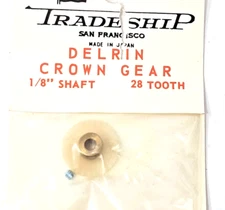 TRADESHIP
SAN FRANCISCO
MADE IN JAPAN
DELRIN
CROWN GEAR
1/8" SHAFT 28 TOOTH